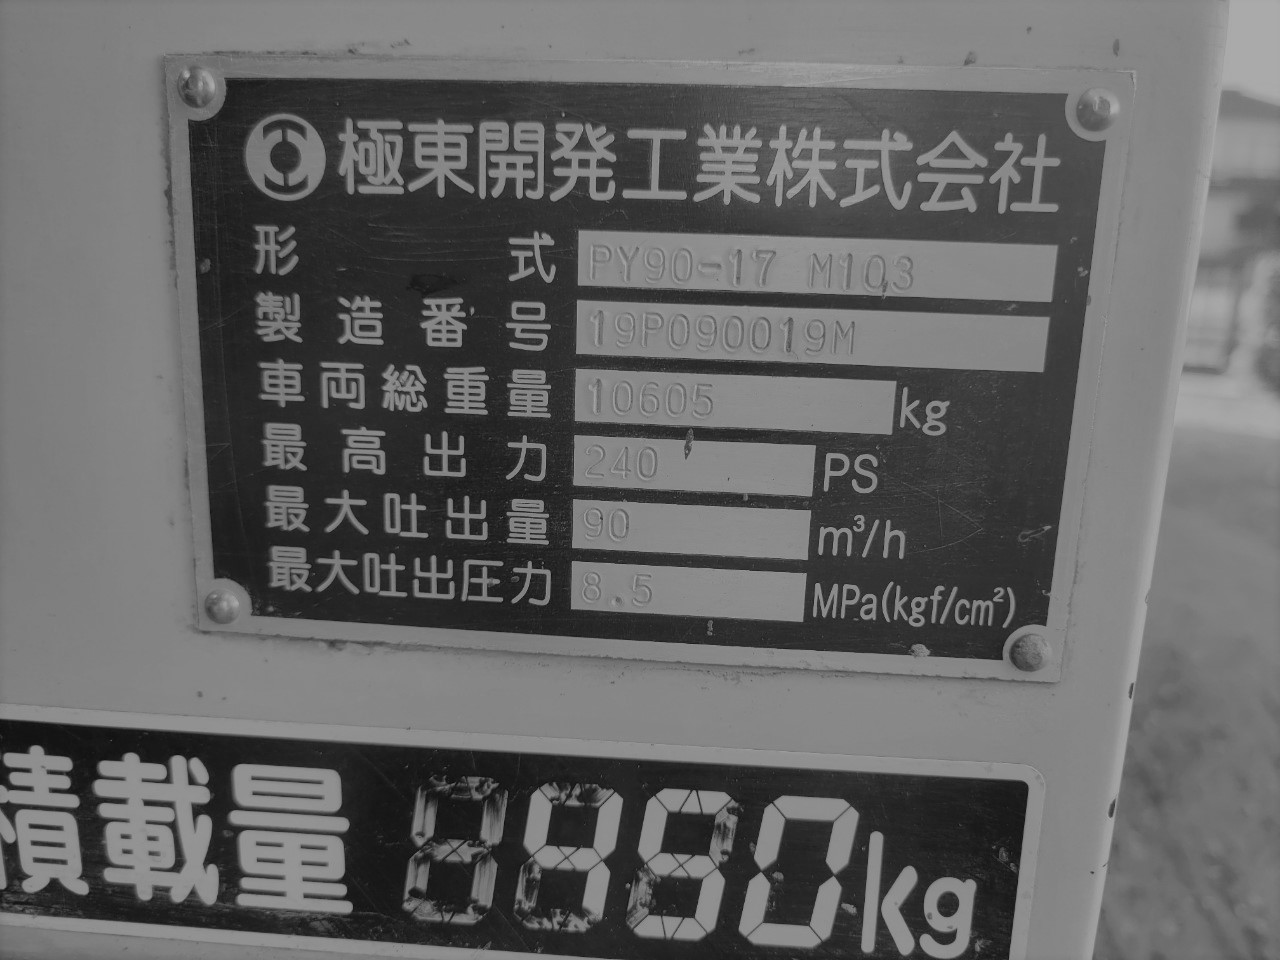 極東開発工業株式会社
形式 PY90-17 M103
製造番号 19P090019M
車両総重量 10605 kg
最高出力 240 PS
最大吐出量 90 m³/h
最大吐出圧力 8.5 MPa(kgf/cm²)
積載量 kg